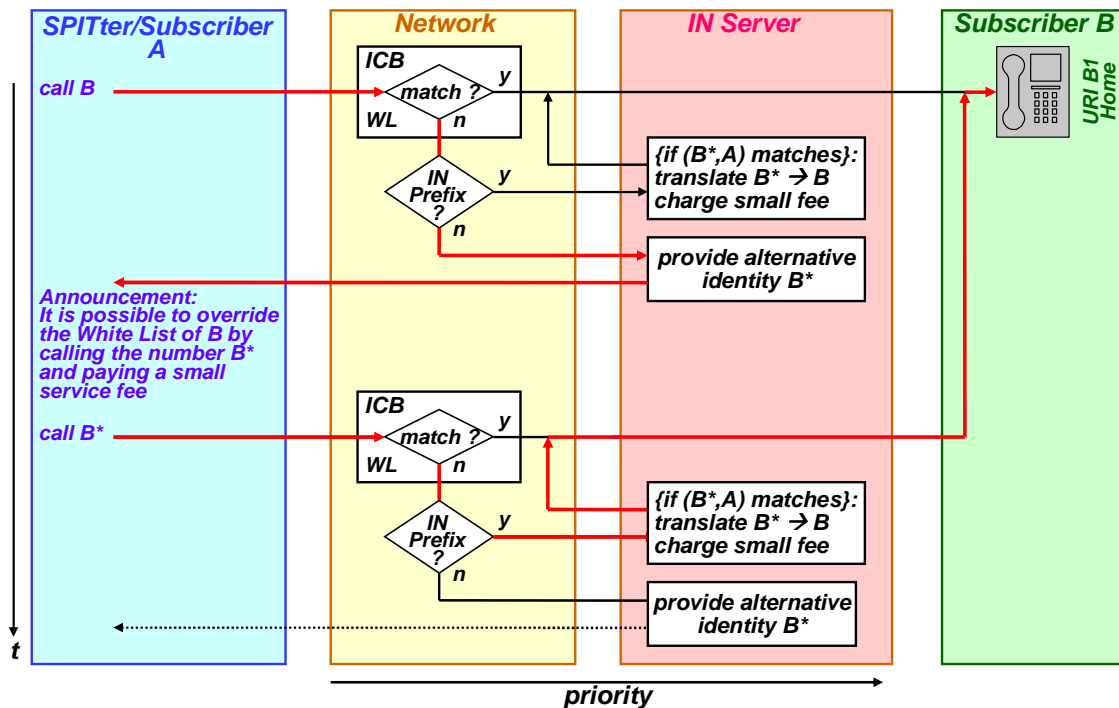 SPITter/Subscriber
A
Network
IN Server
Subscriber B
call B
ICB
match ?
y
WL
n
URI B1
Home
{if (B*,A) matches}:
translate B* → B
charge small fee
IN
Prefix
?
y
n
provide alternative
identity B*
Announcement:
It is possible to override
the White List of B by
calling the number B*
and paying a small
service fee
call B*
ICB
match ?
y
WL
n
{if (B*,A) matches}:
translate B* → B
charge small fee
IN
Prefix
?
y
n
provide alternative
identity B*
t
priority